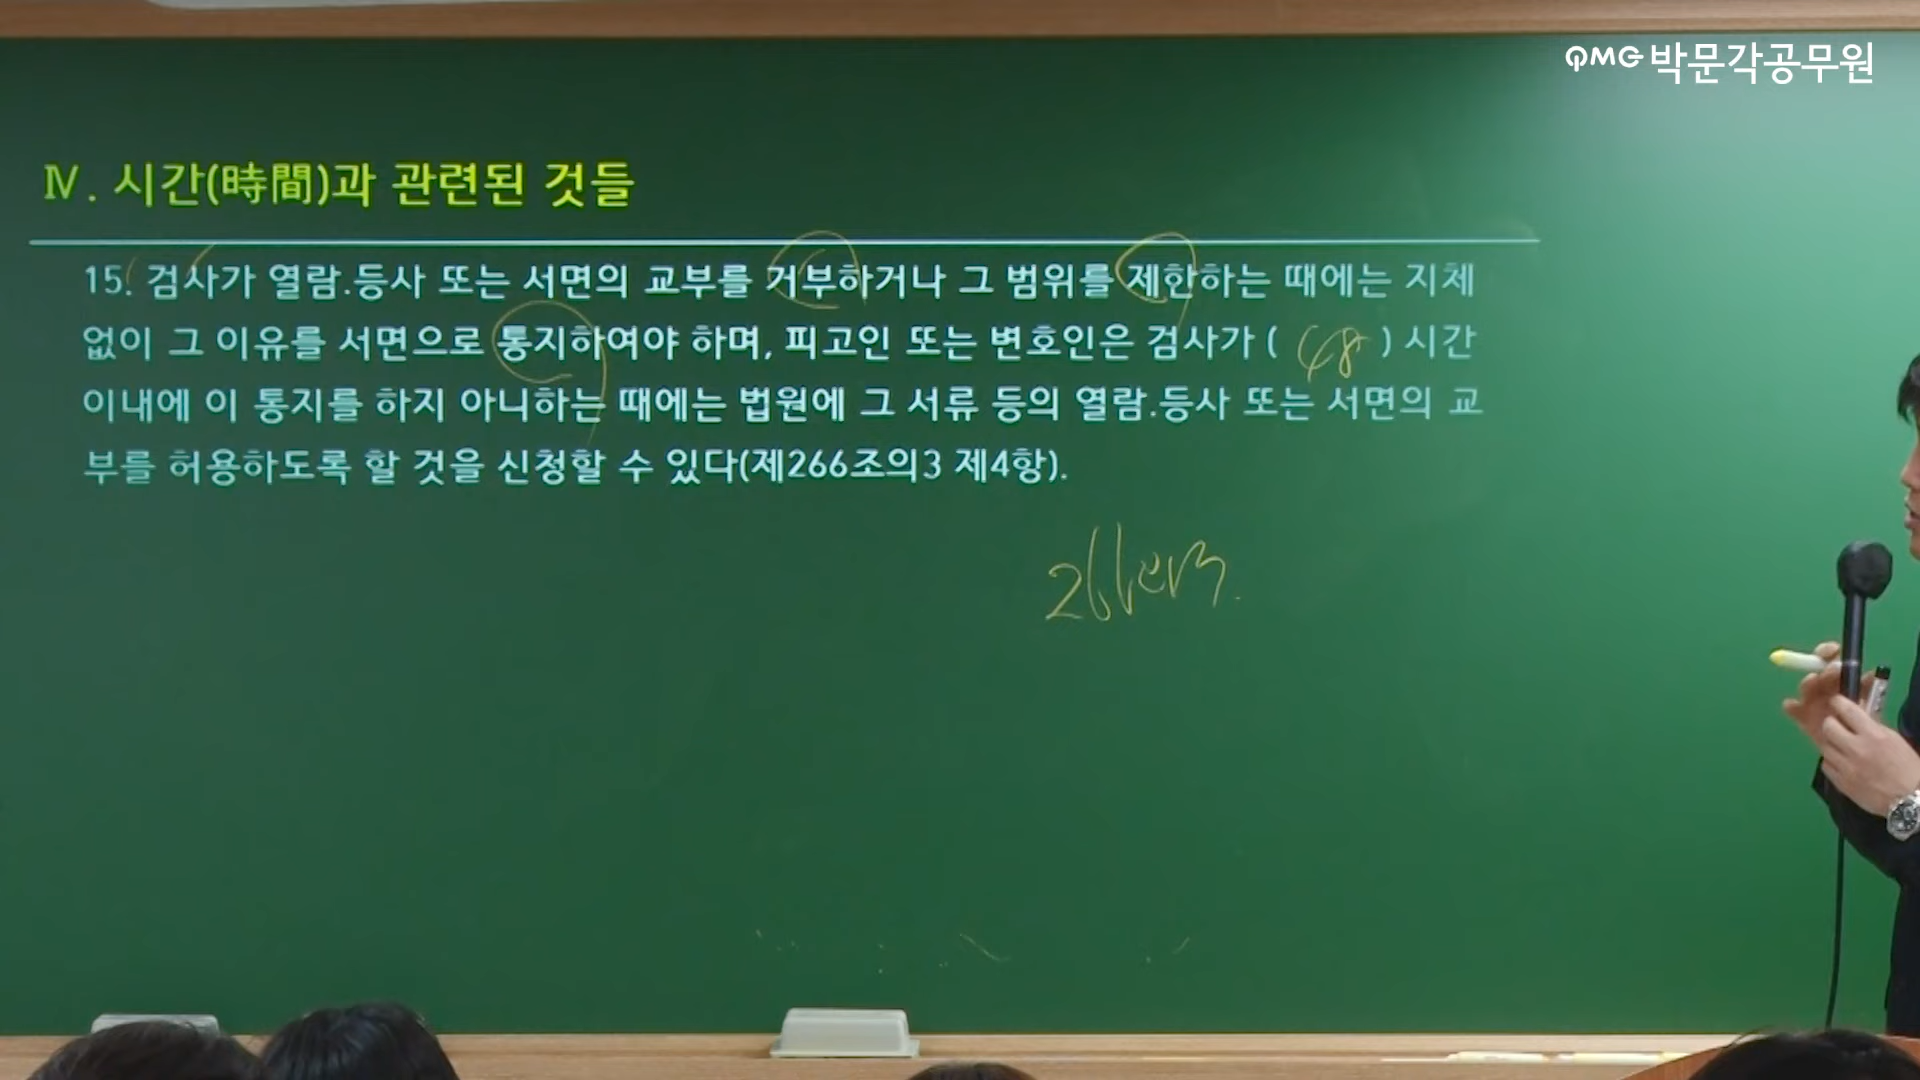 PMG 박문각공무원
Ⅳ. 시간(時間)과 관련된 것들
15. 검사가 열람.등사 또는 서면의 교부를 거부하거나 그 범위를 제한하는 때에는 지체
없이 그 이유를 서면으로 통지하여야 하며, 피고인 또는 변호인은 검사가 ( 48 ) 시간
이내에 이 통지를 하지 아니하는 때에는 법원에 그 서류 등의 열람.등사 또는 서면의 교
부를 허용하도록 할 것을 신청할 수 있다(제266조의3 제4항).